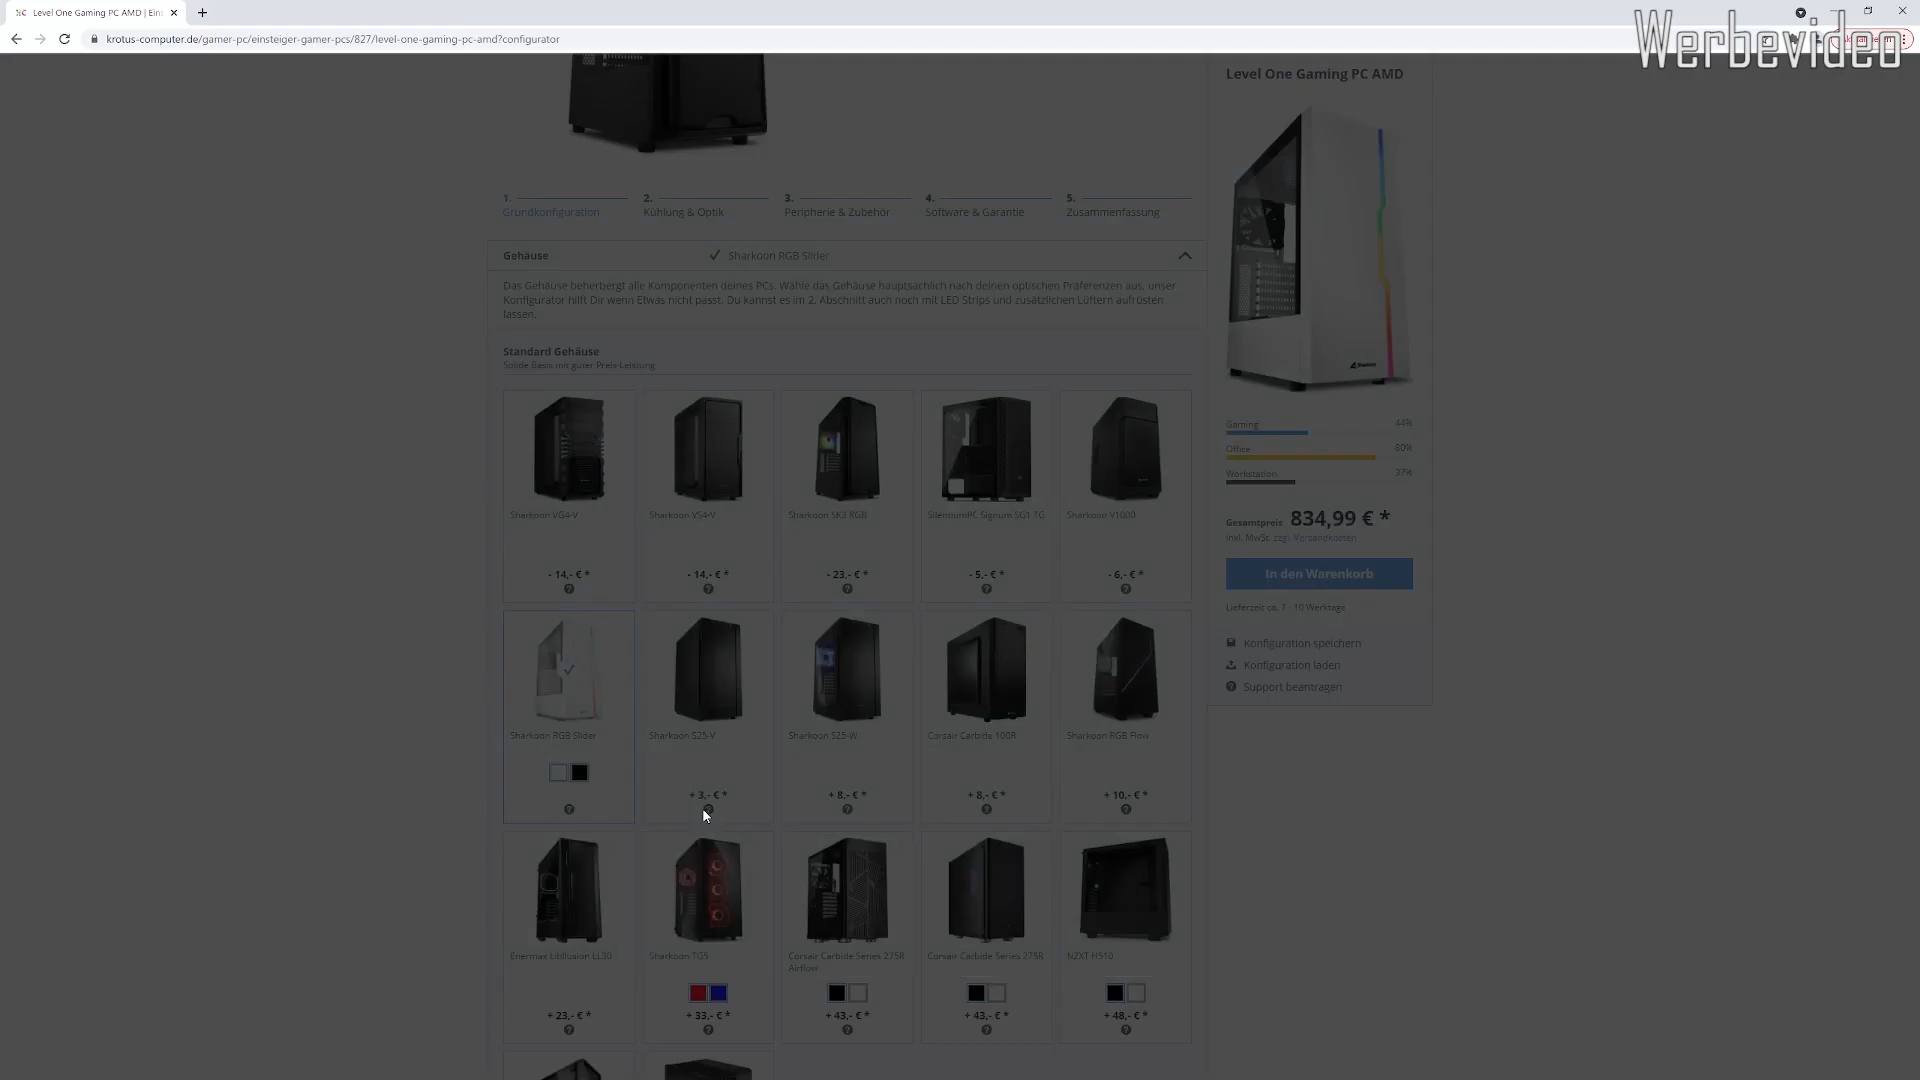 Level One Gaming PC AMD | Eins
krotus-computer.de/gamer-pc/einsteiger-gamer-pcs/827/level-one-gaming-pc-amd?configurator
Werbevideo
Level One Gaming PC AMD
1. 2. 3. 4. 5.
Grundkonfiguration Kühlung & Optik Peripherie & Zubehör Software & Garantie Zusammenfassung
Gehäuse Sharkoon RGB Slider
Das Gehäuse beherbergt alle Komponenten deines PCs. Wähle das Gehäuse hauptsächlich nach deinen optischen Präferenzen aus, unser
Konfigurator hilft Dir wenn Etwas nicht passt. Du kannst es im 2. Abschnitt auch noch mit LED Strips und zusätzlichen Lüftern aufrüsten
lassen.
Standard Gehäuse
Solide Basis mit guter Preis-Leistung
Sharkoon VG4-V Sharkoon VS4-V Sharkoon SK3 RGB SilentiumPC Signum SG1 TG Sharkoon V1000
- 14,- € * - 14,- € * - 23,- € * - 5,- € * - 6,- € *
Sharkoon RGB Slider Sharkoon S25-V Sharkoon S25-W Corsair Carbide 100R Sharkoon RGB Flow
+ 3,- € * + 8,- € * + 8,- € * + 10,- € *
Enermax Libllusion LL30 Sharkoon TG5 Corsair Carbide Series 275R Corsair Carbide Series 275R NZXT H510
Airflow
+ 23,- € * + 33,- € * + 43,- € * + 43,- € * + 48,- € *
Sharkoon
Gaming 44%
Office 80%
Workstation 37%
Gesamtpreis 834,99 € *
inkl. MwSt. zzgl. Versandkosten
In den Warenkorb
Lieferzeit ca. 7 - 10 Werktage
Konfiguration speichern
Konfiguration laden
Support beantragen